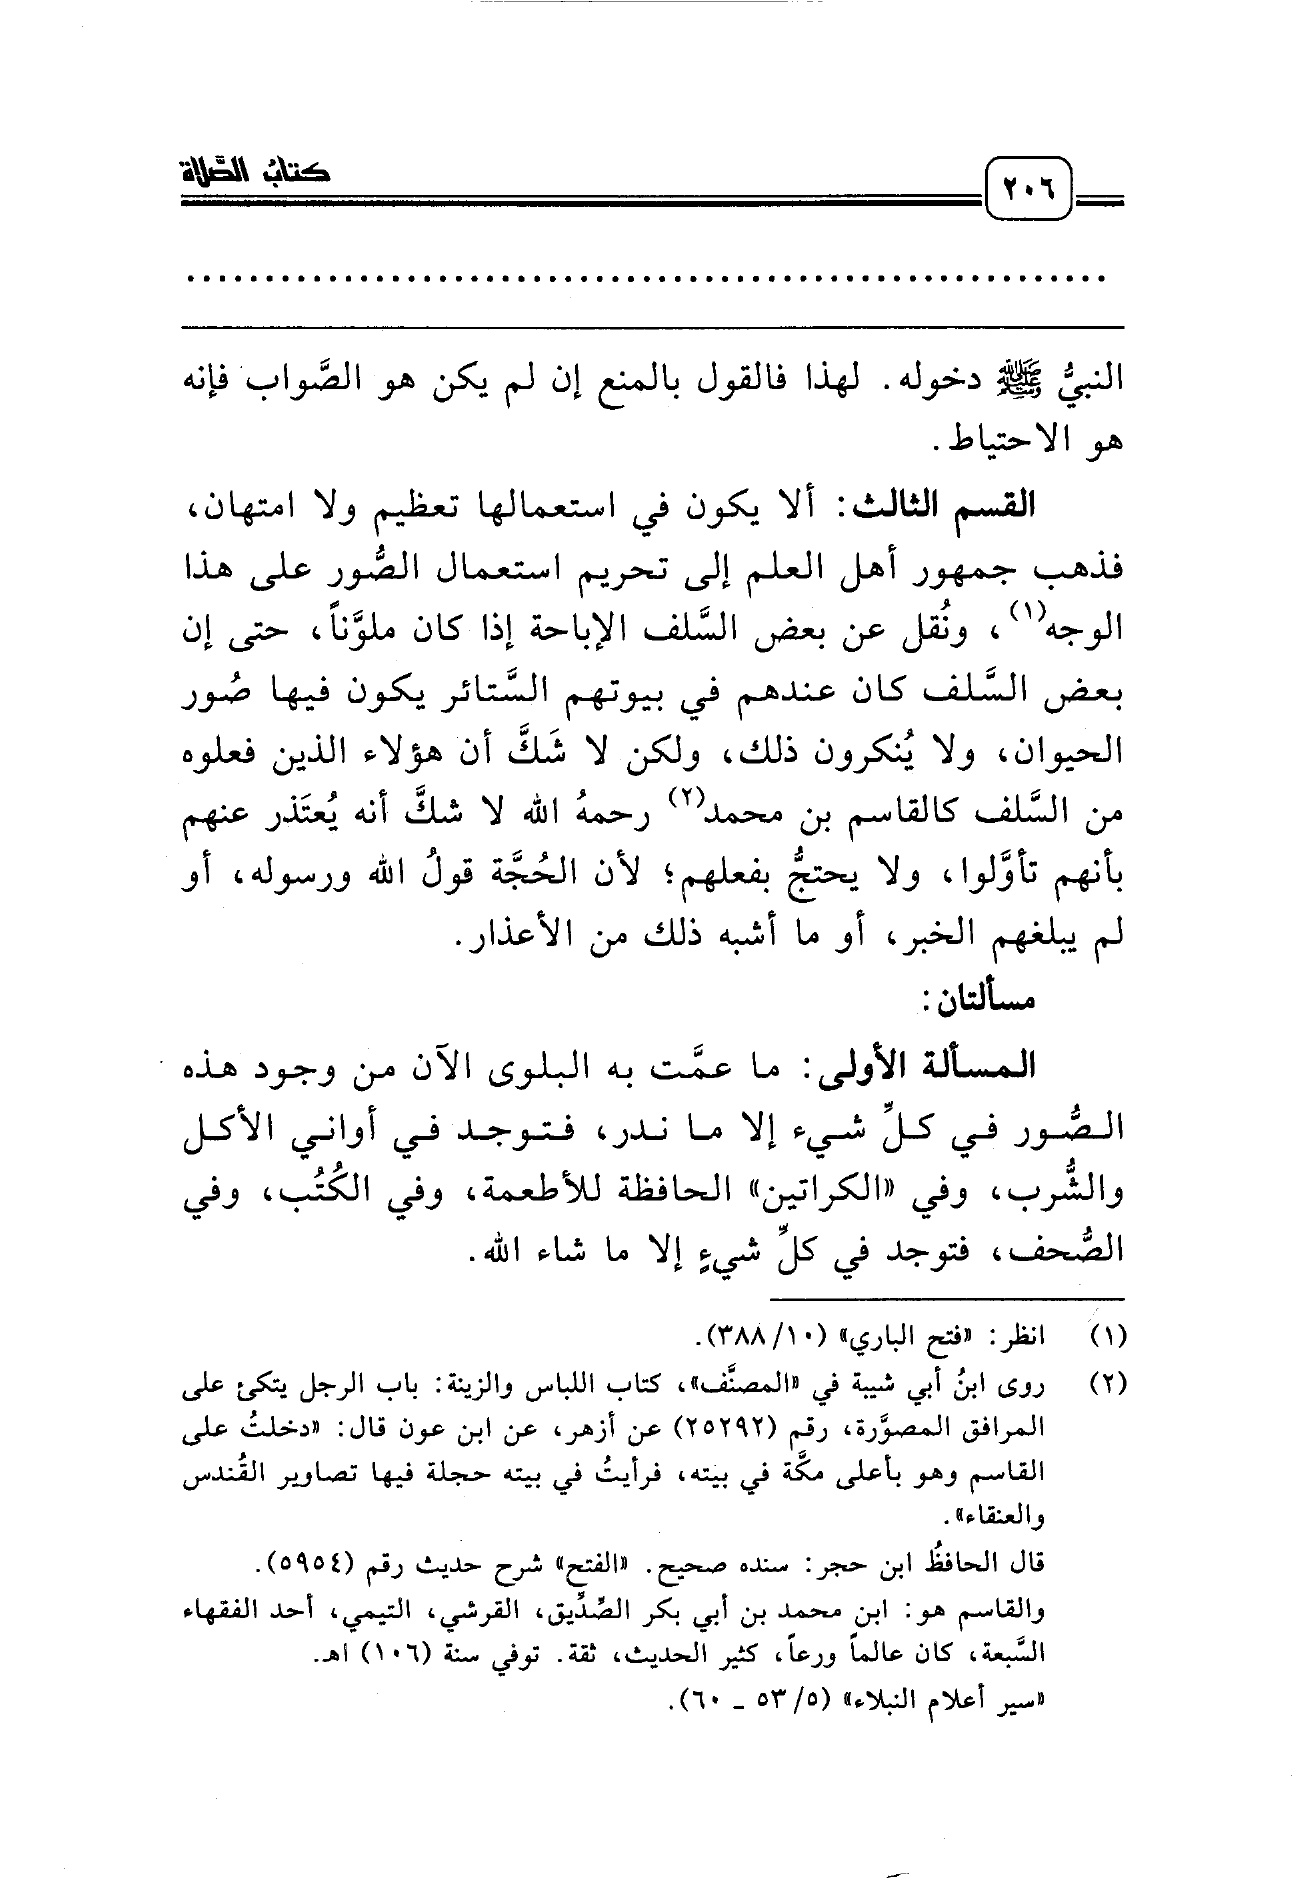 ٢٠٦
كتاب الصَّلاة
النبيُّ ﷺ دخوله. لهذا فالقول بالمنع إن لم يكن هو الصَّواب فإنه
هو الاحتياط.
القسم الثالث: ألا يكون في استعمالها تعظيم ولا امتهان،
فذهب جمهور أهل العلم إلى تحريم استعمال الصُّور على هذا
الوجه(١)، ونُقل عن بعض السَّلف الإباحة إذا كان ملوَّناً، حتى إن
بعض السَّلف كان عندهم في بيوتهم السَّتائر يكون فيها صُور
الحيوان، ولا يُنكرون ذلك، ولكن لا شَكَّ أن هؤلاء الذين فعلوه
من السَّلف كالقاسم بن محمد(٢) رحمهُ الله لا شكَّ أنه يُعتَذر عنهم
بأنهم تأوَّلوا، ولا يحتجُّ بفعلهم؛ لأن الحُجَّة قولُ الله ورسوله، أو
لم يبلغهم الخبر، أو ما أشبه ذلك من الأعذار.
مسألتان:
المسألة الأولى: ما عمَّت به البلوى الآن من وجود هذه
الصُّور في كلِّ شيء إلا ما ندر، فتوجد في أواني الأكل
والشُّرب، وفي «الكراتين» الحافظة للأطعمة، وفي الكُتُب، وفي
الصُّحف، فتوجد في كلِّ شيءٍ إلا ما شاء الله.
(١) انظر: «فتح الباري» (١٠/٣٨٨).
(٢) روى ابنُ أبي شيبة في «المصنَّف»، كتاب اللباس والزينة: باب الرجل يتكئ على
المرافق المصوَّرة، رقم (٢٥٢٩٢) عن أزهر، عن ابن عون قال: «دخلتُ على
القاسم وهو بأعلى مكَّة في بيته، فرأيتُ في بيته حجلة فيها تصاوير القُندس
والعنقاء».
قال الحافظُ ابن حجر: سنده صحيح. «الفتح» شرح حديث رقم (٥٩٥٤).
والقاسم هو: ابن محمد بن أبي بكر الصِّدِّيق، القرشي، التيمي، أحد الفقهاء
السَّبعة، كان عالماً ورعاً، كثير الحديث، ثقة. توفي سنة (١٠٦) اهـ.
«سير أعلام النبلاء» (٥/٥٣ ـ ٦٠).